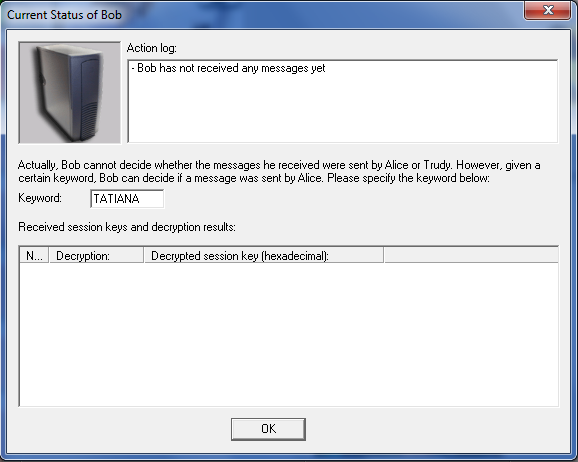 Current Status of Bob
Action log:
- Bob has not received any messages yet
Actually, Bob cannot decide whether the messages he received were sent by Alice or Trudy. However, given a
certain keyword, Bob can decide if a message was sent by Alice. Please specify the keyword below:
Keyword: TATIANA
Received session keys and decryption results:
N... Decryption: Decrypted session key (hexadecimal):
OK